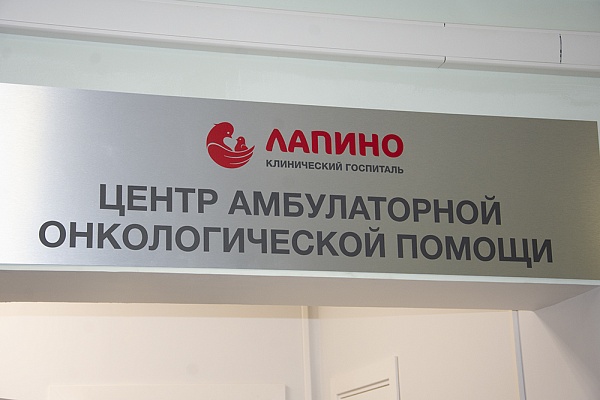 ЛАПИНО
КЛИНИЧЕСКИЙ ГОСПИТАЛЬ
ЦЕНТР АМБУЛАТОРНОЙ
ОНКОЛОГИЧЕСКОЙ ПОМОЩИ